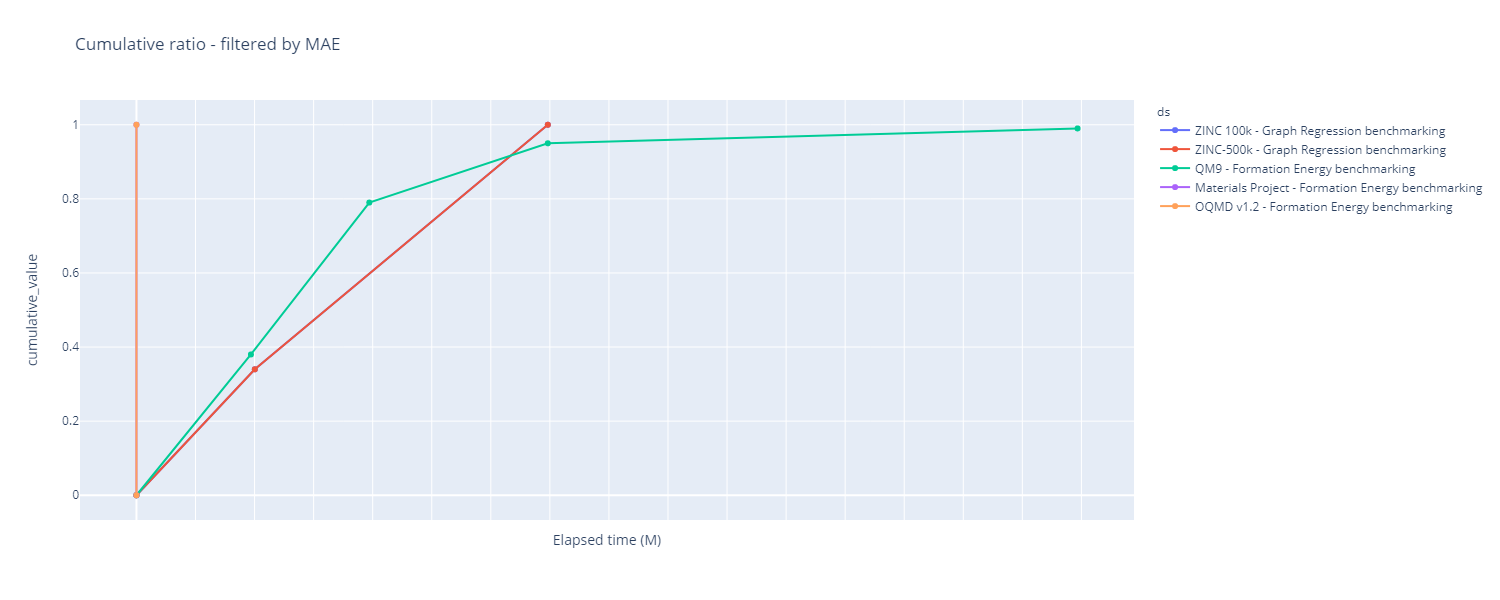 Cumulative ratio - filtered by MAE
cumulative_value
1
0.8
0.6
0.4
0.2
0
Elapsed time (M)
ds
ZINC 100k - Graph Regression benchmarking
ZINC-500k - Graph Regression benchmarking
QM9 - Formation Energy benchmarking
Materials Project - Formation Energy benchmarking
OQMD v1.2 - Formation Energy benchmarking